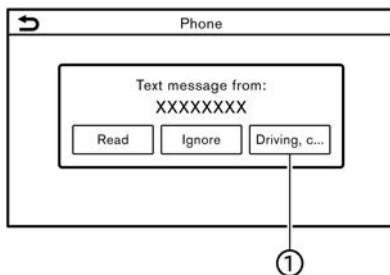 Phone
Text message from:
XXXXXXXX
Read Ignore Driving, c...
1